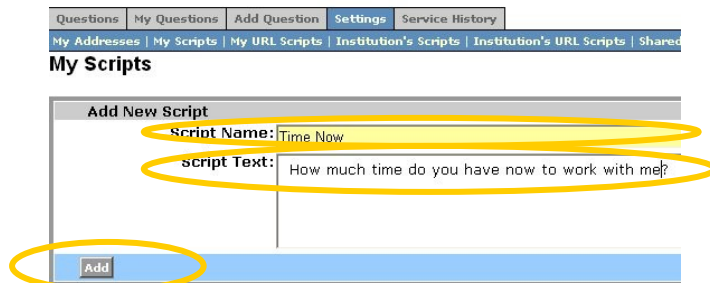 Questions My Questions Add Question Settings Service History
My Addresses | My Scripts | My URL Scripts | Institution's Scripts | Institution's URL Scripts | Shared
My Scripts
Add New Script
Script Name: Time Now
Script Text: How much time do you have now to work with me?
Add